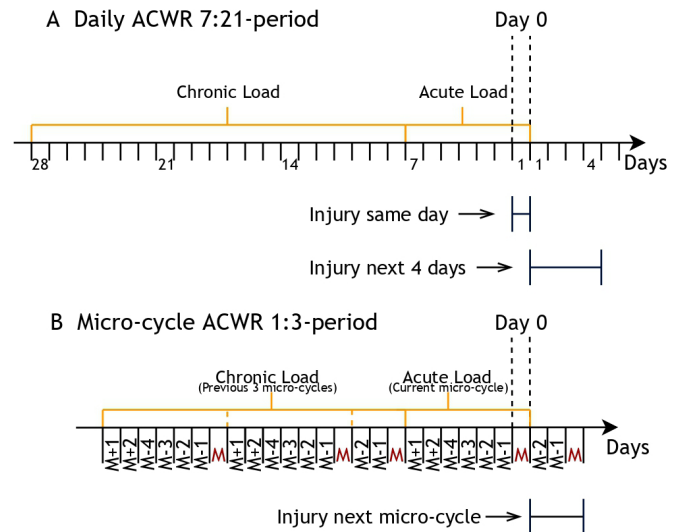 A Daily ACWR 7:21-period
Day 0
Chronic Load
Acute Load
28 21 14 7 1 1 4 Days
Injury same day
Injury next 4 days
B Micro-cycle ACWR 1:3-period
Day 0
Chronic Load
(Previous 3 micro-cycles)
Acute Load
(Current micro-cycle)
M+1 M+2 M-4 M-3 M-2 M-1 M M+1 M+2 M-4 M-3 M-2 M-1 M M-2 M-1 M M+1 M+2 M-4 M-3 M-2 M-1 M M-2 M-1 M
Days
Injury next micro-cycle